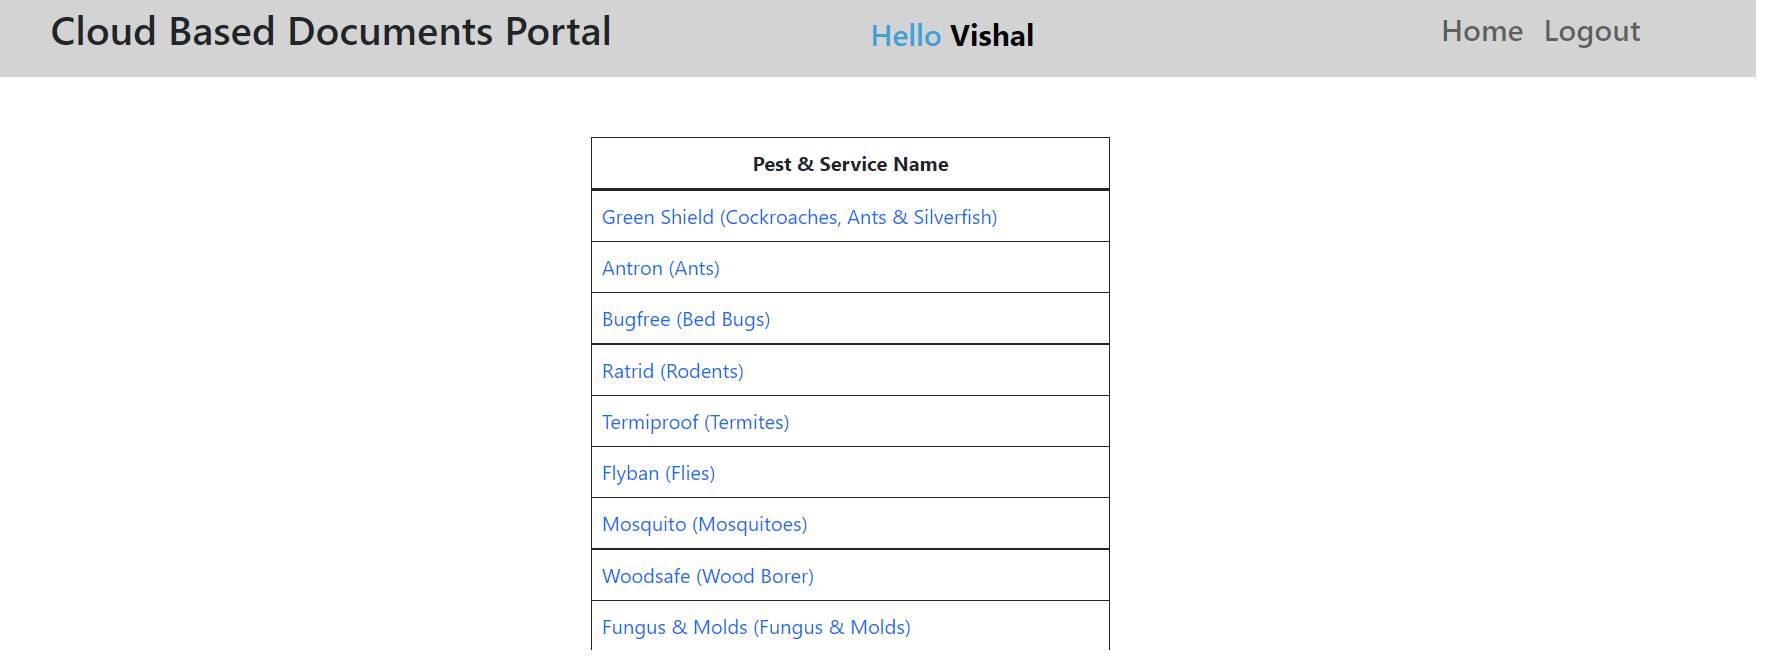 Cloud Based Documents Portal
Hello Vishal
Home Logout
Pest & Service Name
Green Shield (Cockroaches, Ants & Silverfish)
Antron (Ants)
Bugfree (Bed Bugs)
Ratrid (Rodents)
Termiproof (Termites)
Flyban (Flies)
Mosquito (Mosquitoes)
Woodsafe (Wood Borer)
Fungus & Molds (Fungus & Molds)